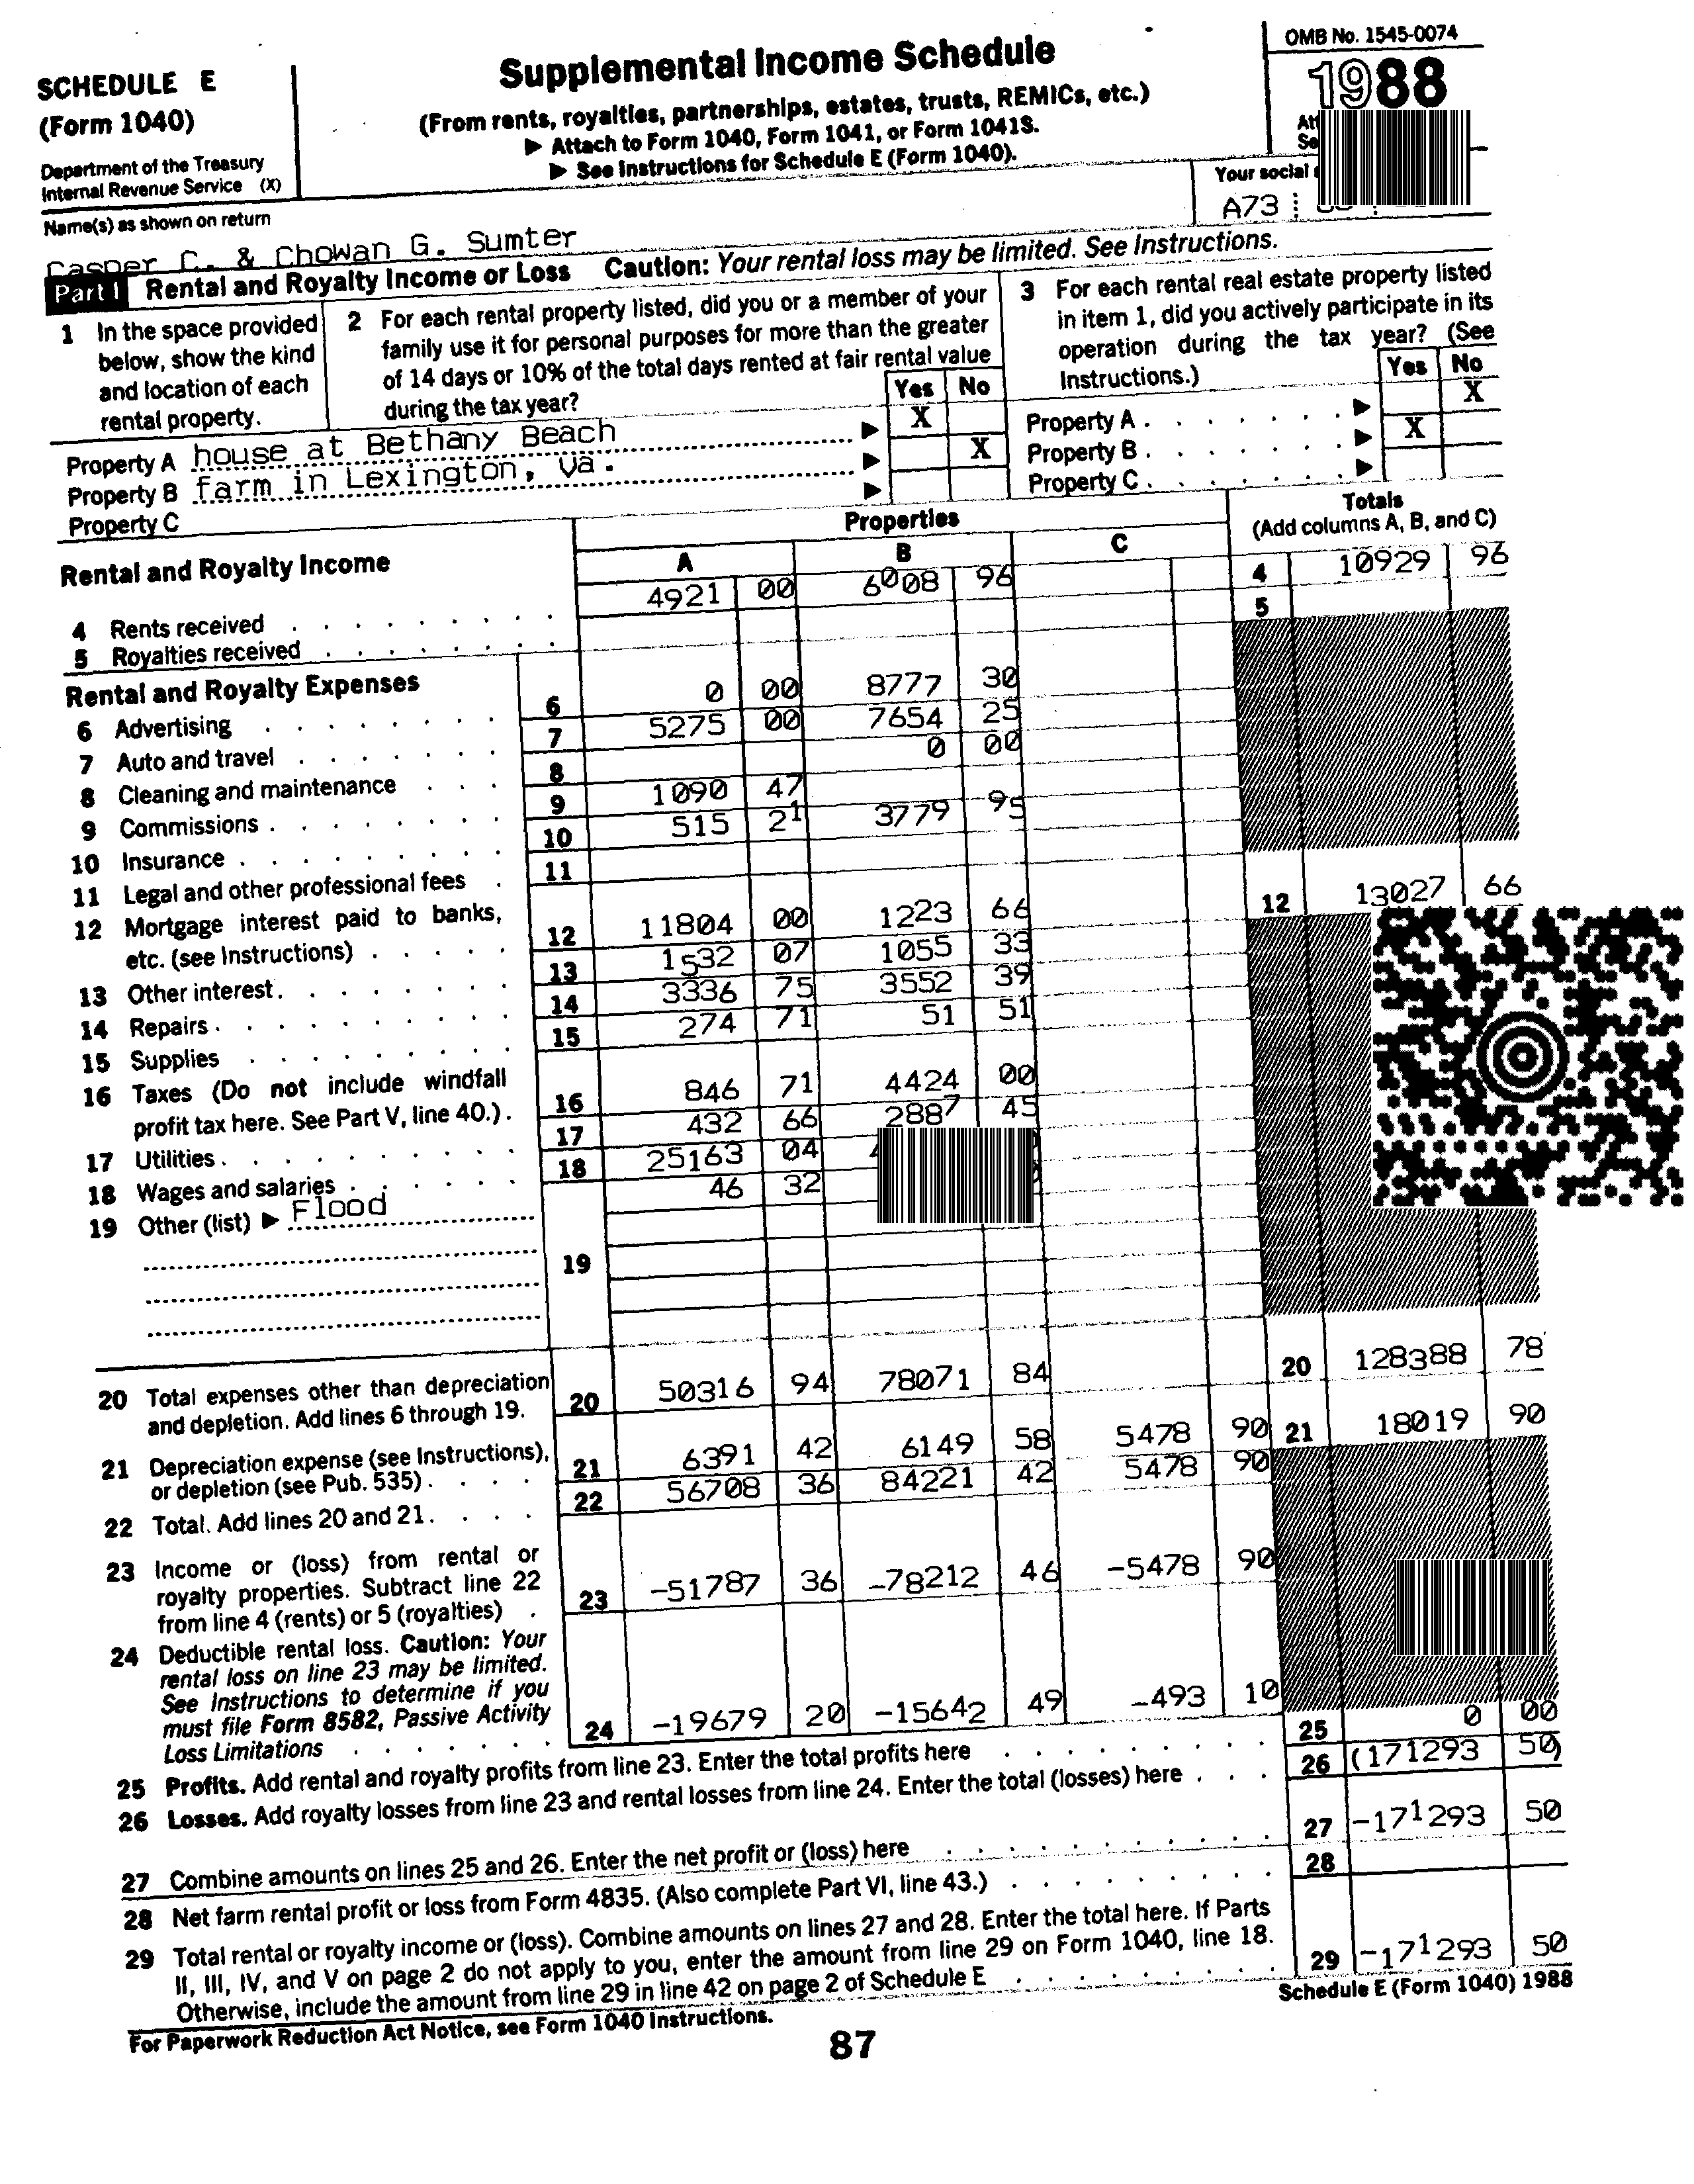 SCHEDULE E
(Form 1040)
Department of the Treasury
Internal Revenue Service (X)
Supplemental Income Schedule
(From rents, royalties, partnerships, estates, trusts, REMICs, etc.)
▶ Attach to Form 1040, Form 1041, or Form 1041S.
▶ See Instructions for Schedule E (Form 1040).
OMB No. 1545-0074
1988
Name(s) as shown on return
Casper C. & Chowan G. Sumter
Your social
A73
Part I Rental and Royalty Income or Loss Caution: Your rental loss may be limited. See Instructions.
1 In the space provided
below, show the kind
and location of each
rental property.
2 For each rental property listed, did you or a member of your
family use it for personal purposes for more than the greater
of 14 days or 10% of the total days rented at fair rental value
during the tax year?
Yes No
3 For each rental real estate property listed
in item 1, did you actively participate in its
operation during the tax year? (See
Instructions.)
Yes No
Property A house at Bethany Beach ▶ X Property A ▶ X
Property B farm in Lexington, Va. ▶ X Property B ▶ X
Property C ▶ Property C ▶
Rental and Royalty Income
Properties
A B C
Totals
(Add columns A, B, and C)
4 Rents received 4921 00 6008 96 4 10929 96
5 Royalties received 5
Rental and Royalty Expenses
6 Advertising 6 0 00 8777 30
7 Auto and travel 7 5275 00 7654 25
8 Cleaning and maintenance 8 0 00
9 Commissions 9 1090 47
10 Insurance 10 515 21 3779 95
11 Legal and other professional fees 11
12 Mortgage interest paid to banks,
etc. (see Instructions) 12 11804 00 1223 66 12 13027 66
13 Other interest 13 1532 07 1055 33
14 Repairs 14 3336 75 3552 39
15 Supplies 15 274 71 51 51
16 Taxes (Do not include windfall
profit tax here. See Part V, line 40.) 16 846 71 4424 00
17 Utilities 17 432 66 2887 45
18 Wages and salaries 18 25163 04
19 Other (list) ▶ Flood 46 32
19
20 Total expenses other than depreciation
and depletion. Add lines 6 through 19. 20 50316 94 78071 84 20 128388 78
21 Depreciation expense (see Instructions),
or depletion (see Pub. 535) 21 6391 42 6149 58 5478 90 21 18019 90
22 Total. Add lines 20 and 21 22 56708 36 84221 42 5478 90
23 Income or (loss) from rental or
royalty properties. Subtract line 22
from line 4 (rents) or 5 (royalties) 23 -51787 36 -78212 46 -5478 90
24 Deductible rental loss. Caution: Your
rental loss on line 23 may be limited.
See Instructions to determine if you
must file Form 8582, Passive Activity
Loss Limitations 24 -19679 20 -15642 49 -493 10
25 Profits. Add rental and royalty profits from line 23. Enter the total profits here 25 0 00
26 Losses. Add royalty losses from line 23 and rental losses from line 24. Enter the total (losses) here 26 (171293 50)
27 Combine amounts on lines 25 and 26. Enter the net profit or (loss) here 27 -171293 50
28 Net farm rental profit or loss from Form 4835. (Also complete Part VI, line 43.) 28
29 Total rental or royalty income or (loss). Combine amounts on lines 27 and 28. Enter the total here. If Parts
II, III, IV, and V on page 2 do not apply to you, enter the amount from line 29 on Form 1040, line 18.
Otherwise, include the amount from line 29 in line 42 on page 2 of Schedule E 29 -171293 50
For Paperwork Reduction Act Notice, see Form 1040 Instructions.
Schedule E (Form 1040) 1988
87